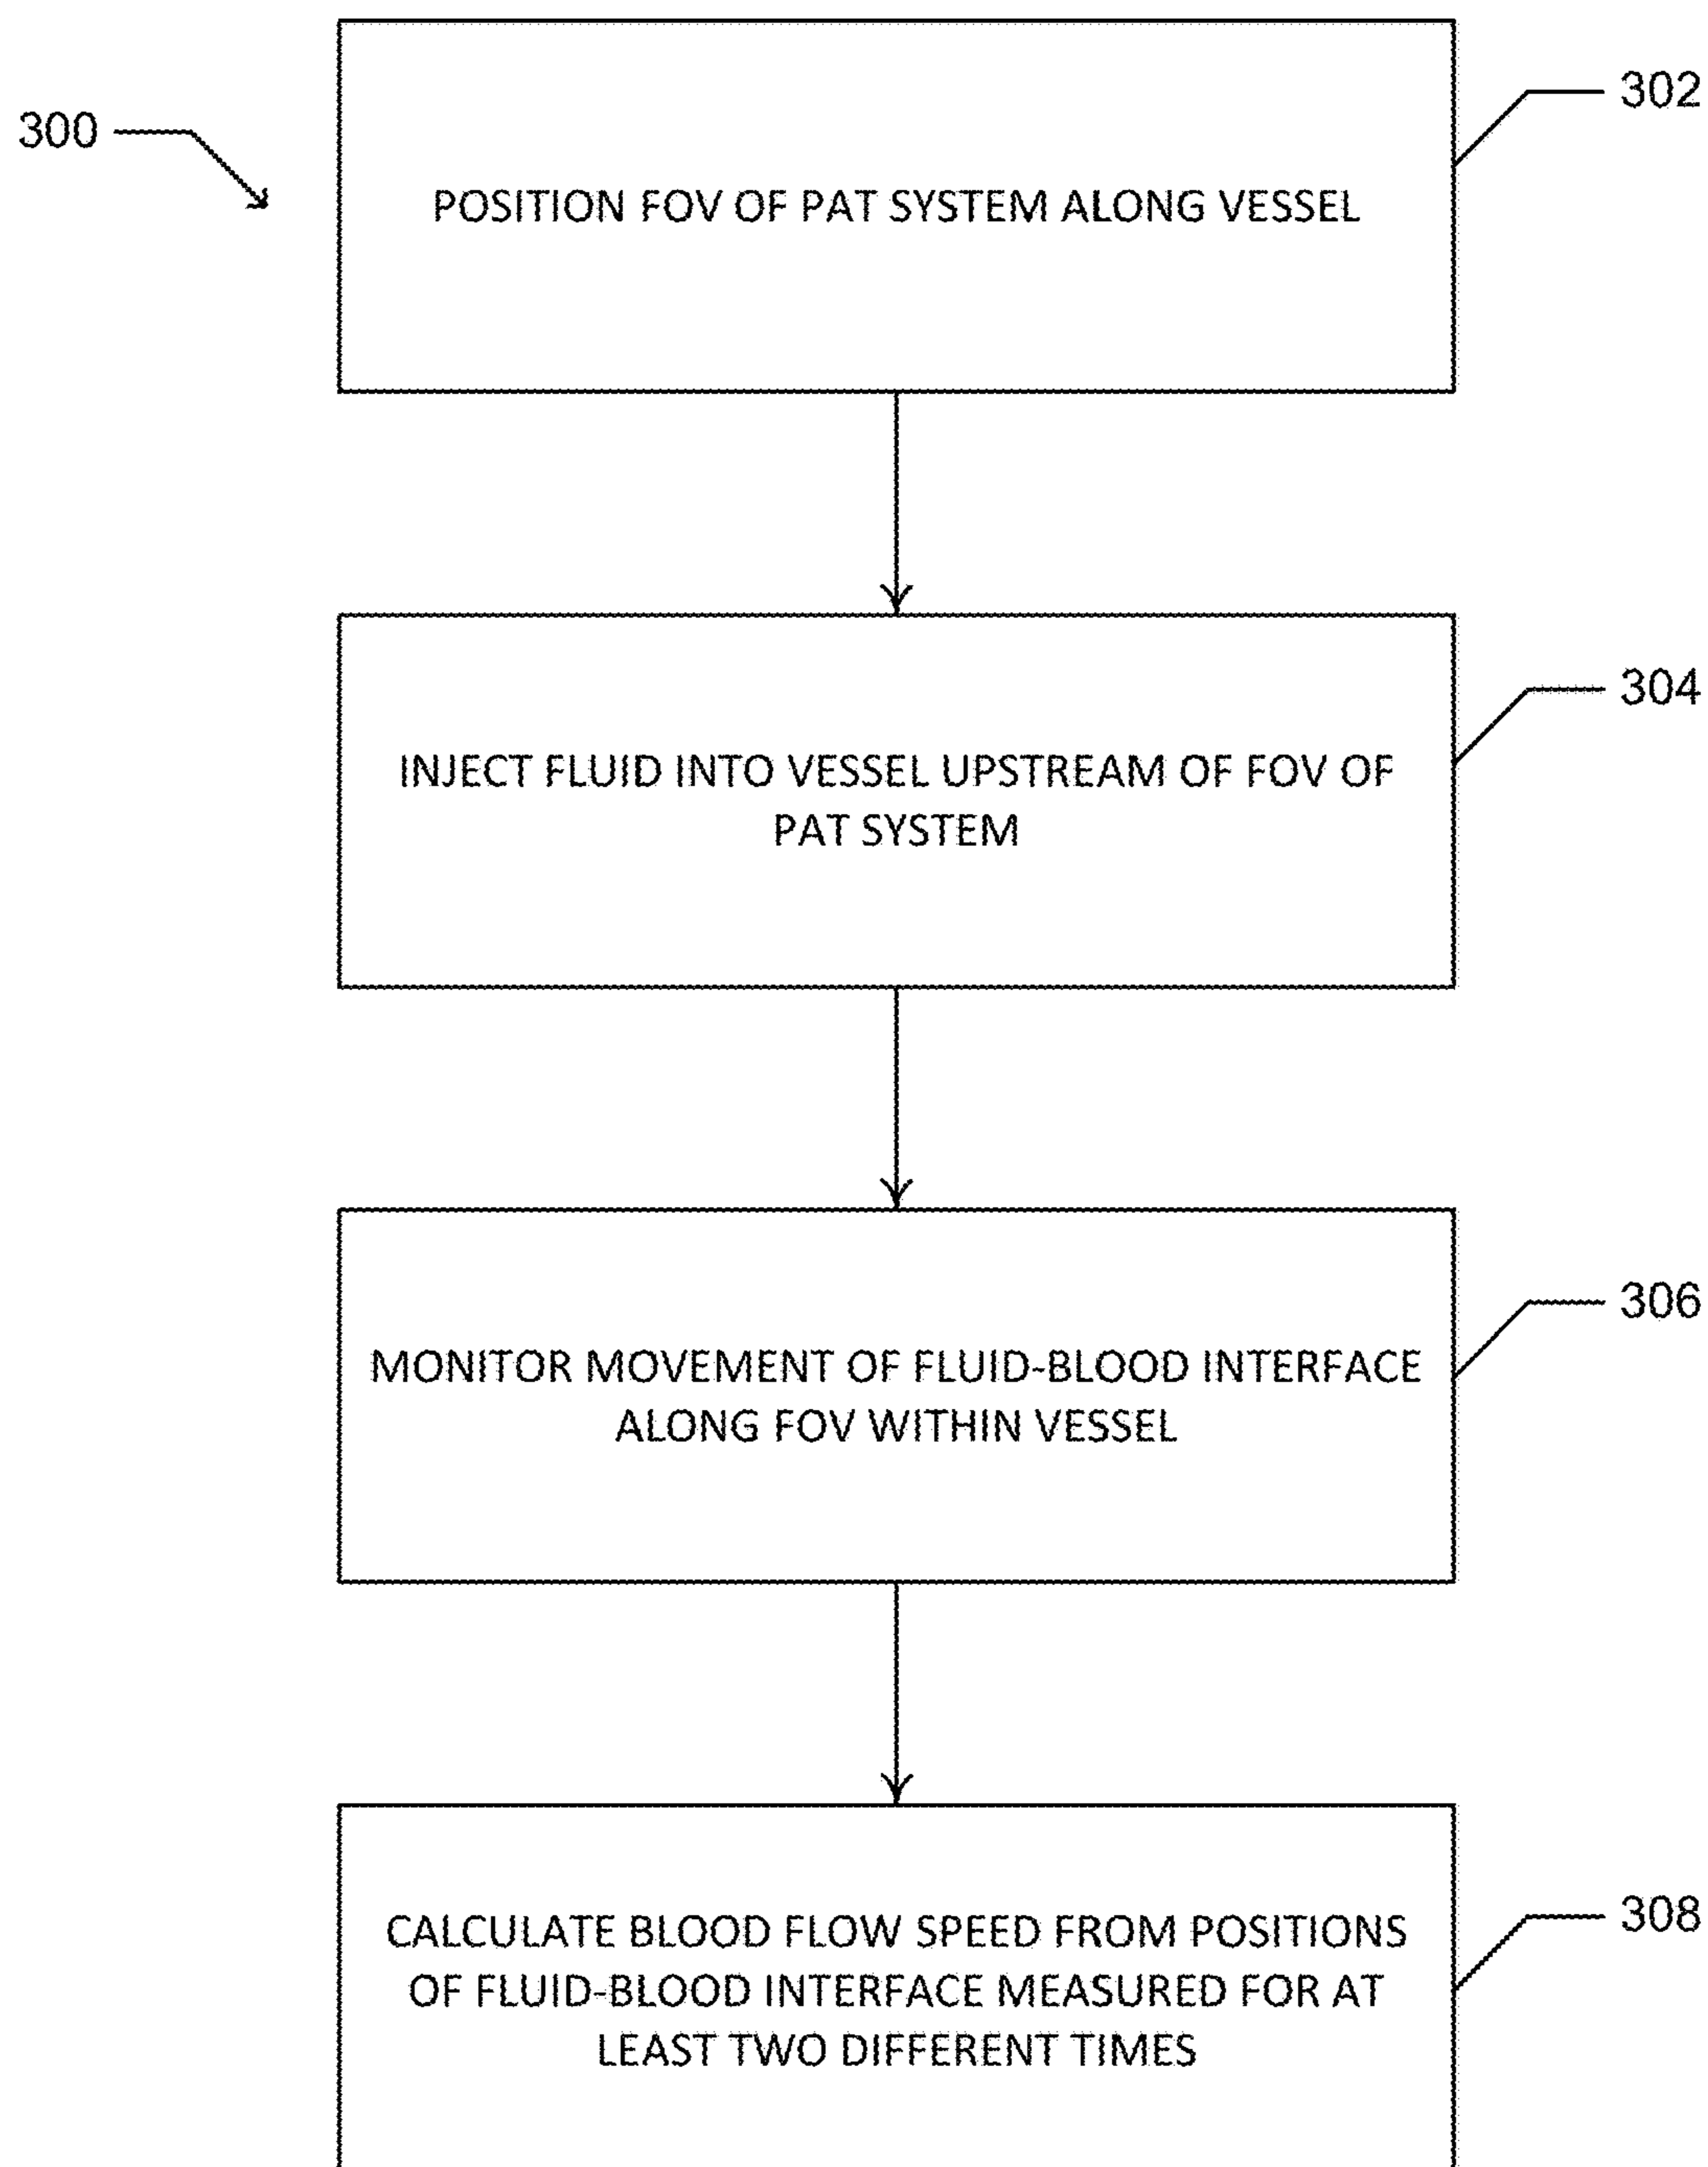 300
302
POSITION FOV OF PAT SYSTEM ALONG VESSEL
304
INJECT FLUID INTO VESSEL UPSTREAM OF FOV OF
PAT SYSTEM
306
MONITOR MOVEMENT OF FLUID-BLOOD INTERFACE
ALONG FOV WITHIN VESSEL
308
CALCULATE BLOOD FLOW SPEED FROM POSITIONS
OF FLUID-BLOOD INTERFACE MEASURED FOR AT
LEAST TWO DIFFERENT TIMES